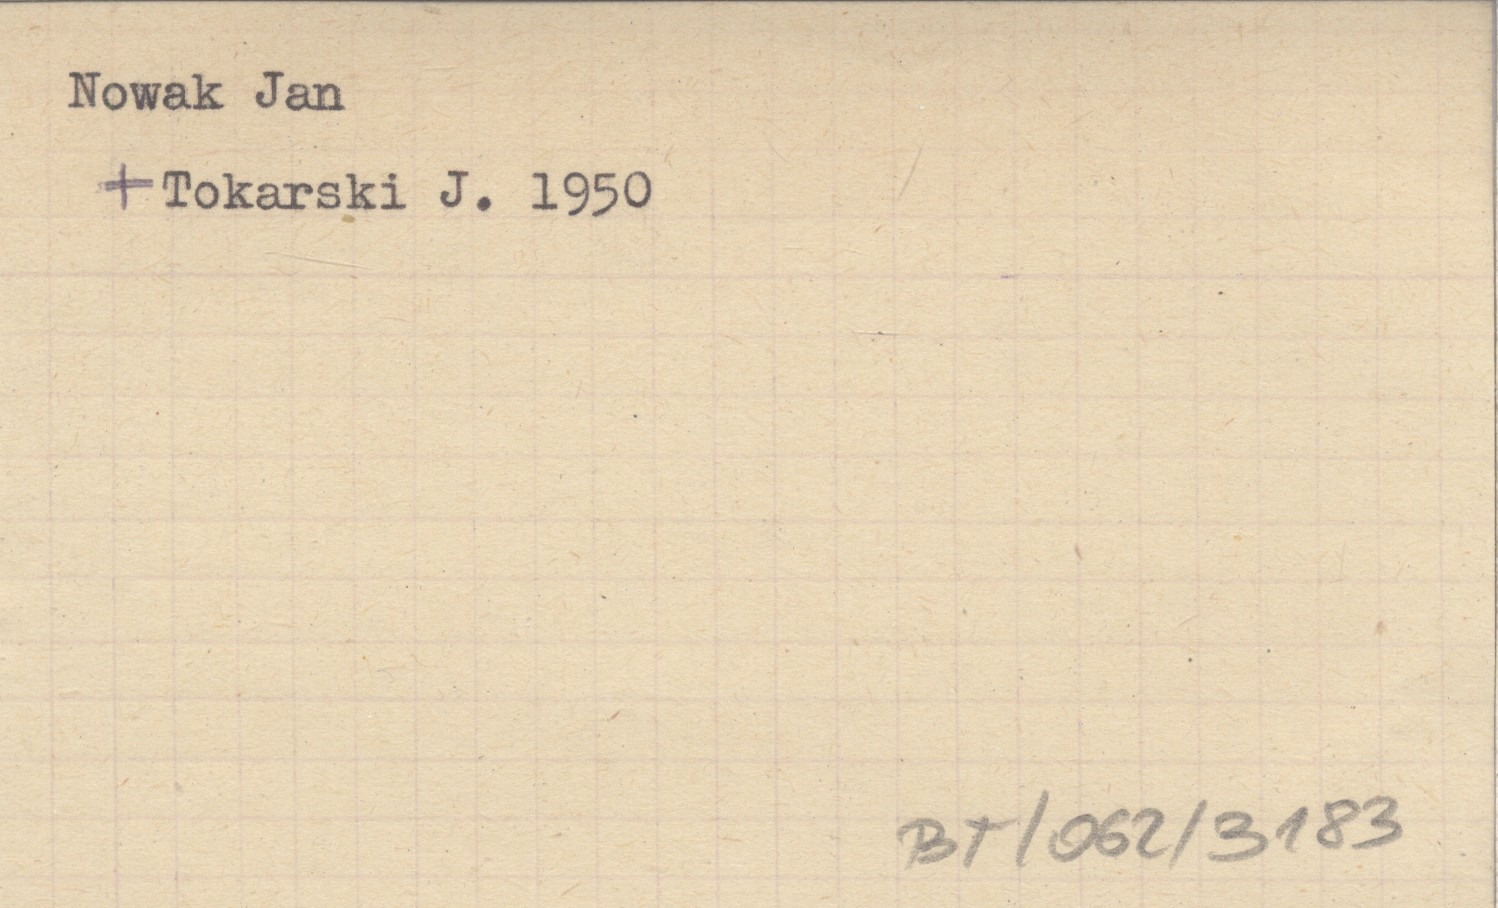 Nowak Jan
+ Tokarski J. 1950
BT/062/3183